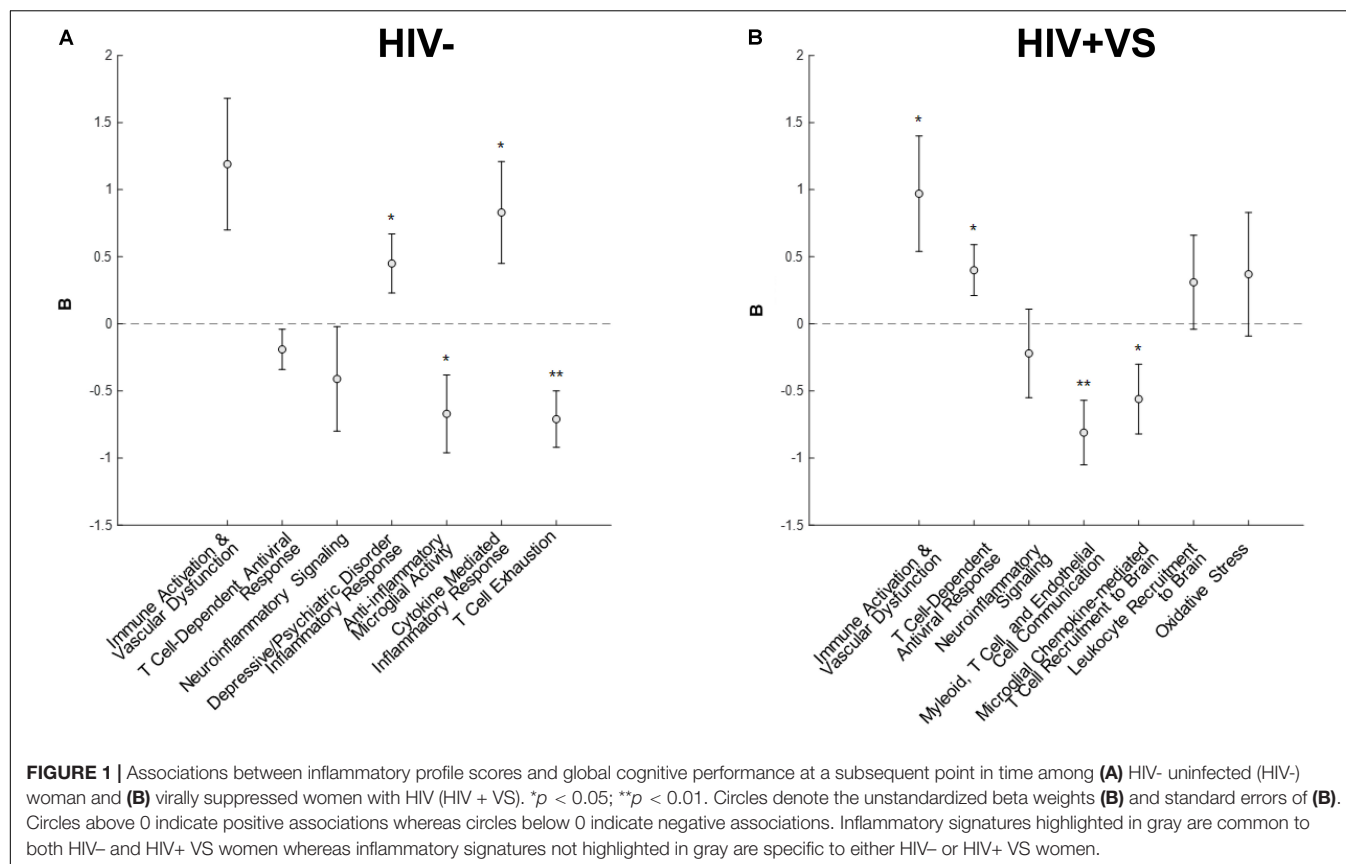 A
HIV-
2
1.5
1
0.5
0
-0.5
-1
-1.5
B
*
*
*
**
Immune Activation &
Vascular Dysfunction
T Cell-Dependent Antiviral
Response
Neuroinflammatory Signaling
Depressive/Psychiatric Disorder
Inflammatory Response
Anti-inflammatory
Microglial Activity
Cytokine Mediated
Inflammatory Response
T Cell Exhaustion
B
HIV+VS
2
1.5
1
0.5
0
-0.5
-1
-1.5
B
*
*
**
*
Immune Activation &
Vascular Dysfunction
T Cell-Dependent
Antiviral Response
Neuroinflammatory
Signaling
Myleoid, T Cell, and Endothelial
Cell Communication
Microglial Chemokine-mediated
T Cell Recruitment to Brain
Leukocyte Recruitment
to Brain
Oxidative Stress
FIGURE 1 | Associations between inflammatory profile scores and global cognitive performance at a subsequent point in time among (A) HIV- uninfected (HIV-)
woman and (B) virally suppressed women with HIV (HIV + VS). *p < 0.05; **p < 0.01. Circles denote the unstandardized beta weights (B) and standard errors of (B).
Circles above 0 indicate positive associations whereas circles below 0 indicate negative associations. Inflammatory signatures highlighted in gray are common to
both HIV– and HIV+ VS women whereas inflammatory signatures not highlighted in gray are specific to either HIV– or HIV+ VS women.